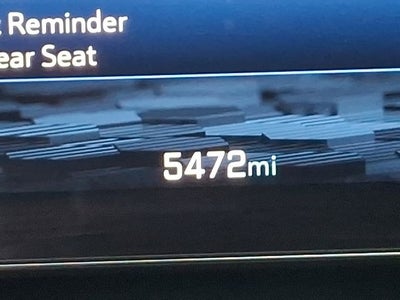 Reminder
ear Seat
5472mi